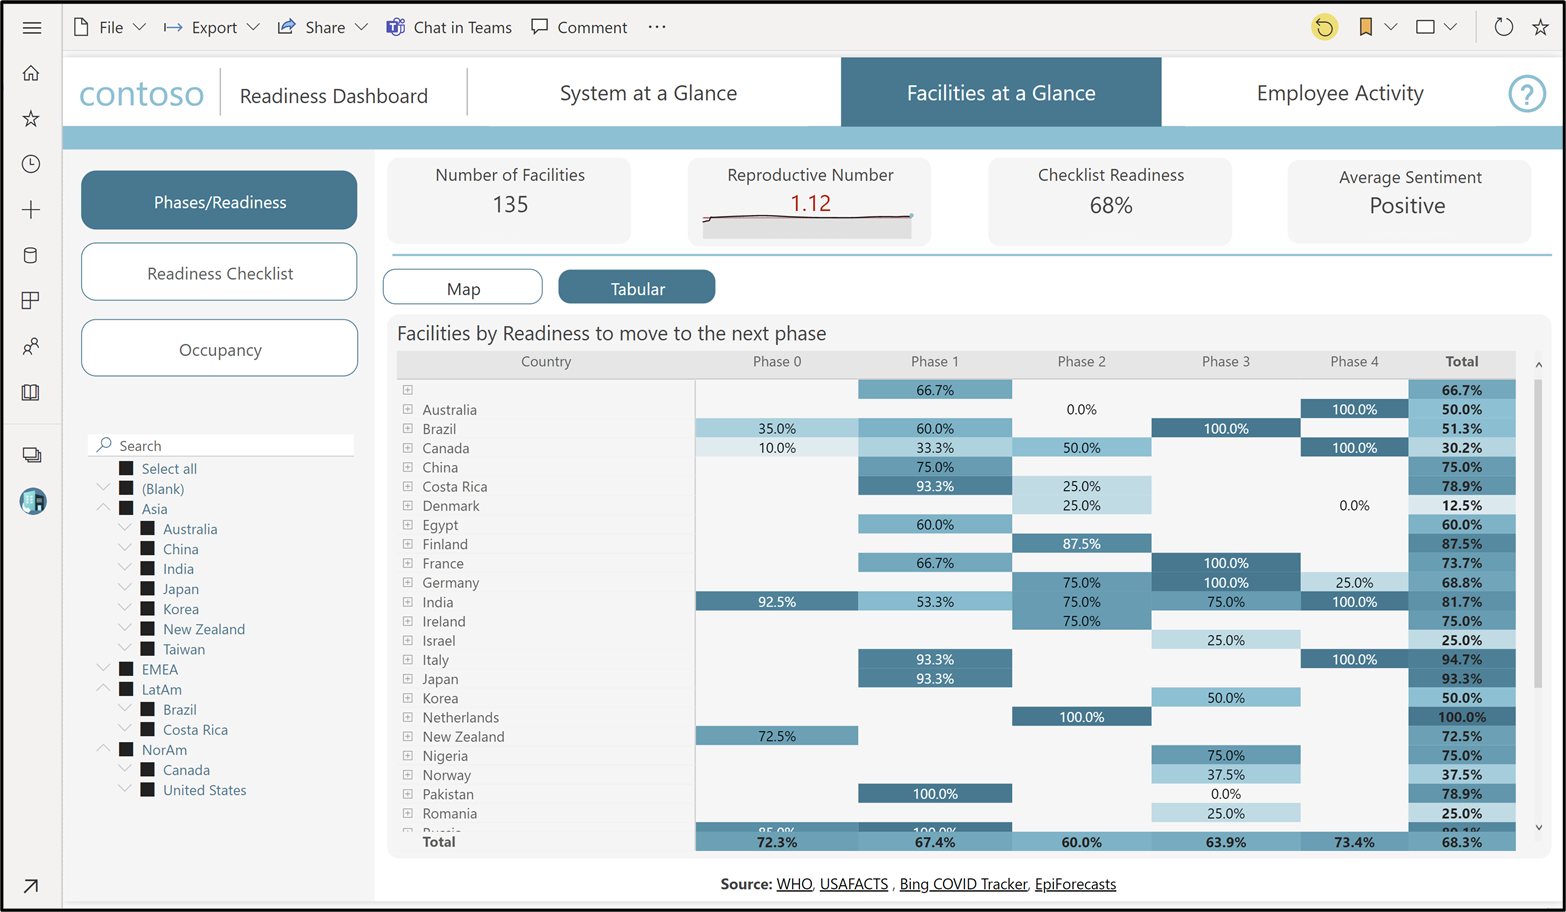 File Export Share Chat in Teams Comment ...
contoso Readiness Dashboard System at a Glance Facilities at a Glance Employee Activity ?
Phases/Readiness
Readiness Checklist
Occupancy
Search
Select all
(Blank)
Asia
Australia
China
India
Japan
Korea
New Zealand
Taiwan
EMEA
LatAm
Brazil
Costa Rica
NorAm
Canada
United States
Number of Facilities
135
Reproductive Number
1.12
Checklist Readiness
68%
Average Sentiment
Positive
Map Tabular
Facilities by Readiness to move to the next phase
Country Phase 0 Phase 1 Phase 2 Phase 3 Phase 4 Total
66.7% 66.7%
Australia 0.0% 100.0% 50.0%
Brazil 35.0% 60.0% 100.0% 51.3%
Canada 10.0% 33.3% 50.0% 100.0% 30.2%
China 75.0% 75.0%
Costa Rica 93.3% 25.0% 78.9%
Denmark 25.0% 0.0% 12.5%
Egypt 60.0% 60.0%
Finland 87.5% 87.5%
France 66.7% 100.0% 73.7%
Germany 75.0% 100.0% 25.0% 68.8%
India 92.5% 53.3% 75.0% 75.0% 100.0% 81.7%
Ireland 75.0% 75.0%
Israel 25.0% 25.0%
Italy 93.3% 100.0% 94.7%
Japan 93.3% 93.3%
Korea 50.0% 50.0%
Netherlands 100.0% 100.0%
New Zealand 72.5% 72.5%
Nigeria 75.0% 75.0%
Norway 37.5% 37.5%
Pakistan 100.0% 0.0% 78.9%
Romania 25.0% 25.0%
Total 72.3% 67.4% 60.0% 63.9% 73.4% 68.3%
Source: WHO, USAFACTS , Bing COVID Tracker, EpiForecasts